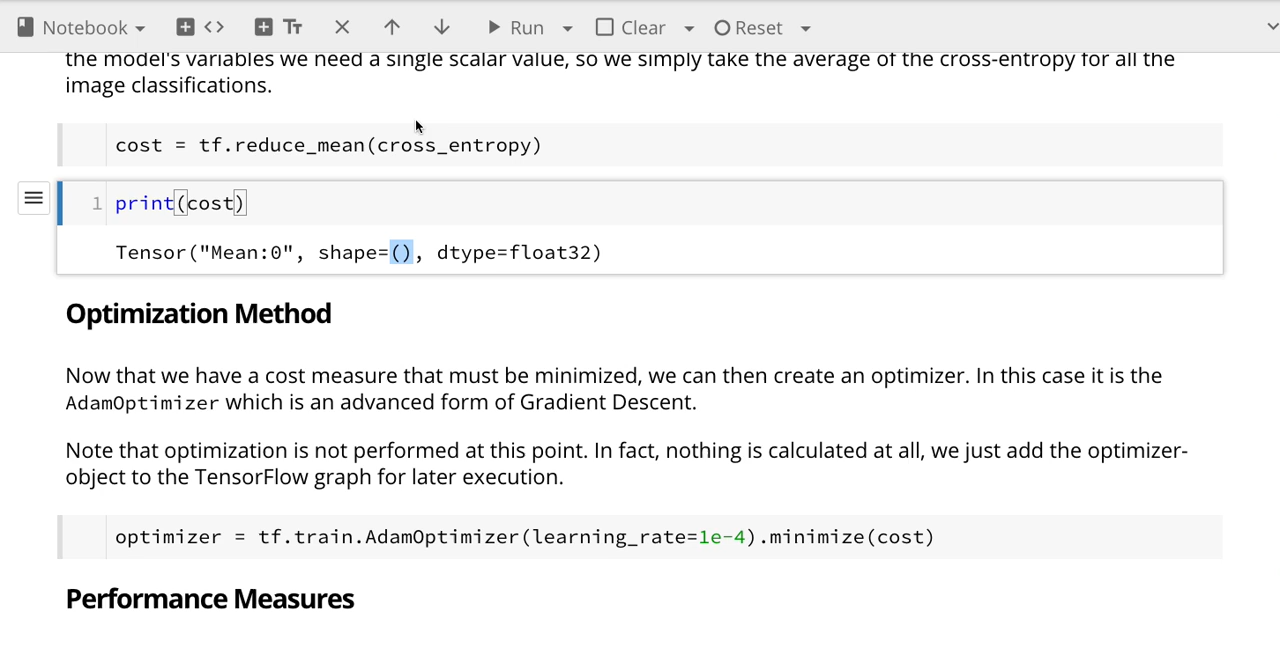 Notebook <> Tт Run Clear Reset
the model's variables we need a single scalar value, so we simply take the average of the cross-entropy for all the
image classifications.
cost = tf.reduce_mean(cross_entropy)
1 print(cost)
Tensor("Mean:0", shape=(), dtype=float32)
Optimization Method
Now that we have a cost measure that must be minimized, we can then create an optimizer. In this case it is the
AdamOptimizer which is an advanced form of Gradient Descent.
Note that optimization is not performed at this point. In fact, nothing is calculated at all, we just add the optimizer-
object to the TensorFlow graph for later execution.
optimizer = tf.train.AdamOptimizer(learning_rate=1e-4).minimize(cost)
Performance Measures